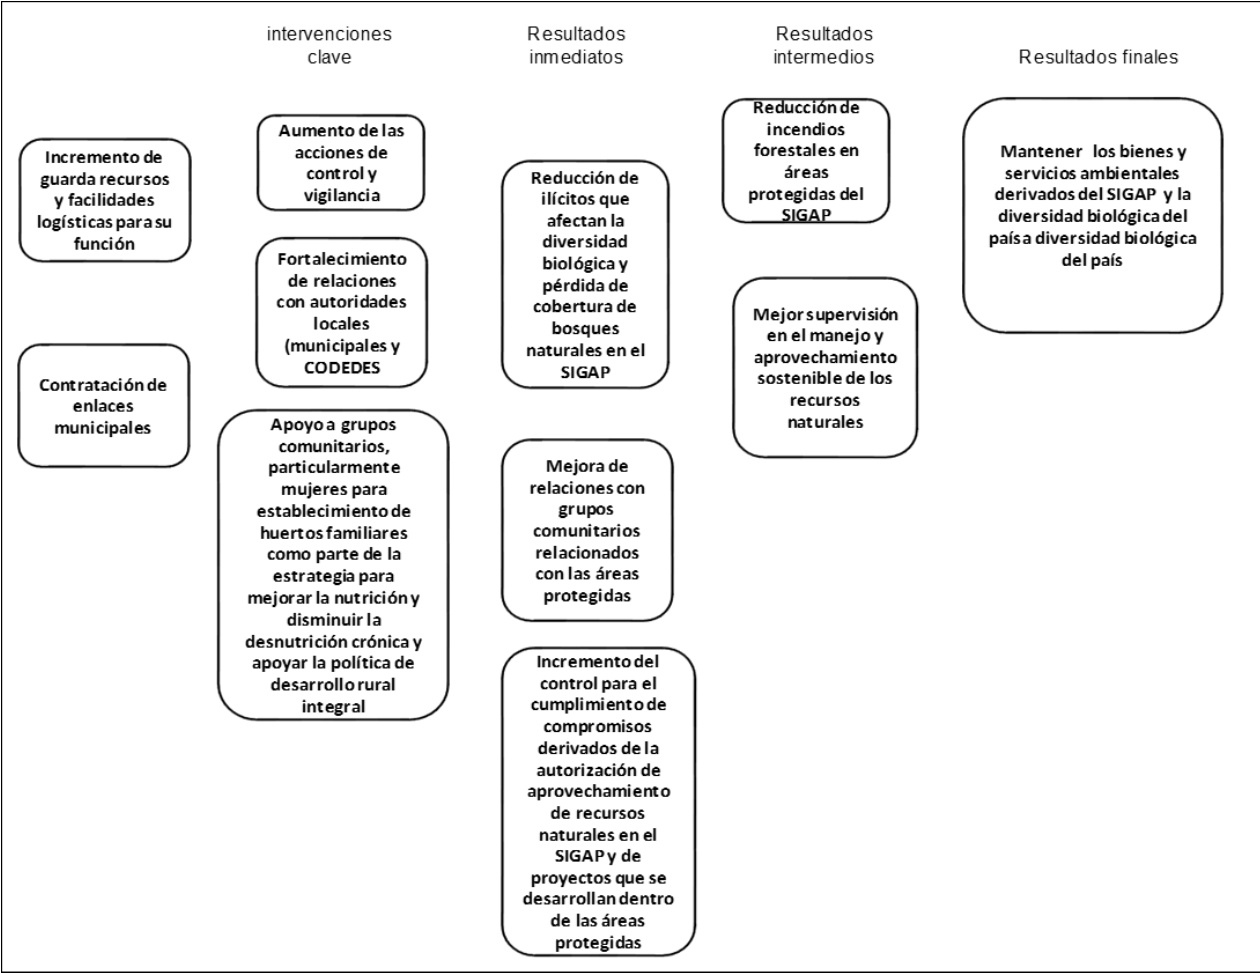 intervenciones
clave
Resultados
inmediatos
Resultados
intermedios
Resultados finales
Incremento de
guarda recursos
y facilidades
logísticas para su
función
Contratación de
enlaces
municipales
Aumento de las
acciones de
control y
vigilancia
Fortalecimiento
de relaciones
con autoridades
locales
(municipales y
CODEDES
Apoyo a grupos
comunitarios,
particularmente
mujeres para
establecimiento de
huertos familiares
como parte de la
estrategia para
mejorar la nutrición y
disminuir la
desnutrición crónica y
apoyar la política de
desarrollo rural
integral
Reducción de
ilícitos que
afectan la
diversidad
biológica y
pérdida de
cobertura de
bosques
naturales en el
SIGAP
Mejora de
relaciones con
grupos
comunitarios
relacionados
con las áreas
protegidas
Incremento del
control para el
cumplimiento de
compromisos
derivados de la
autorización de
aprovechamiento
de recursos
naturales en el
SIGAP y de
proyectos que se
desarrollan dentro
de las áreas
protegidas
Reducción de
incendios
forestales en
áreas
protegidas del
SIGAP
Mejor supervisión
en el manejo y
aprovechamiento
sostenible de los
recursos
naturales
Mantener los bienes y
servicios ambientales
derivados del SIGAP y la
diversidad biológica del
paísa diversidad biológica
del país